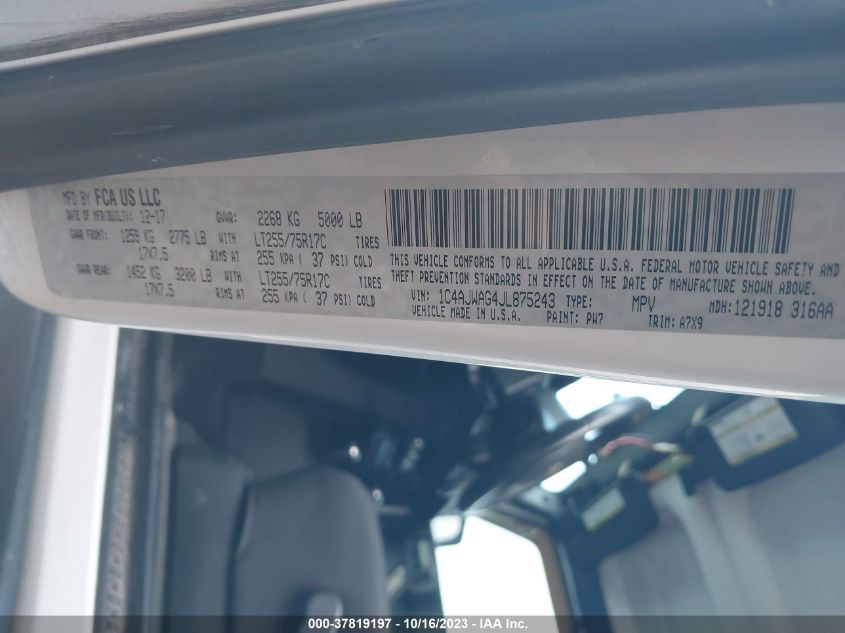 MFD BY FCA US LLC
DATE OF MFR(BUILT): 12-17 GVWR: 2268 KG 5000 LB
GAWR FRONT: 1259 KG 2775 LB WITH LT255/75R17C TIRES
17X7.5 RIMS AT 255 KPA ( 37 PSI) COLD
GAWR REAR: 1452 KG 3200 LB WITH LT255/75R17C TIRES
17X7.5 RIMS AT 255 KPA ( 37 PSI) COLD
THIS VEHICLE CONFORMS TO ALL APPLICABLE U.S.A. FEDERAL MOTOR VEHICLE SAFETY AND
THEFT PREVENTION STANDARDS IN EFFECT ON THE DATE OF MANUFACTURE SHOWN ABOVE.
VIN: 1C4AJWAG4JL875243 TYPE: MPV MDH: 121918 316AA
VEHICLE MADE IN U.S.A. PAINT: PW7 TRIM: A7X9
000-37819197 - 10/16/2023 - IAA Inc.